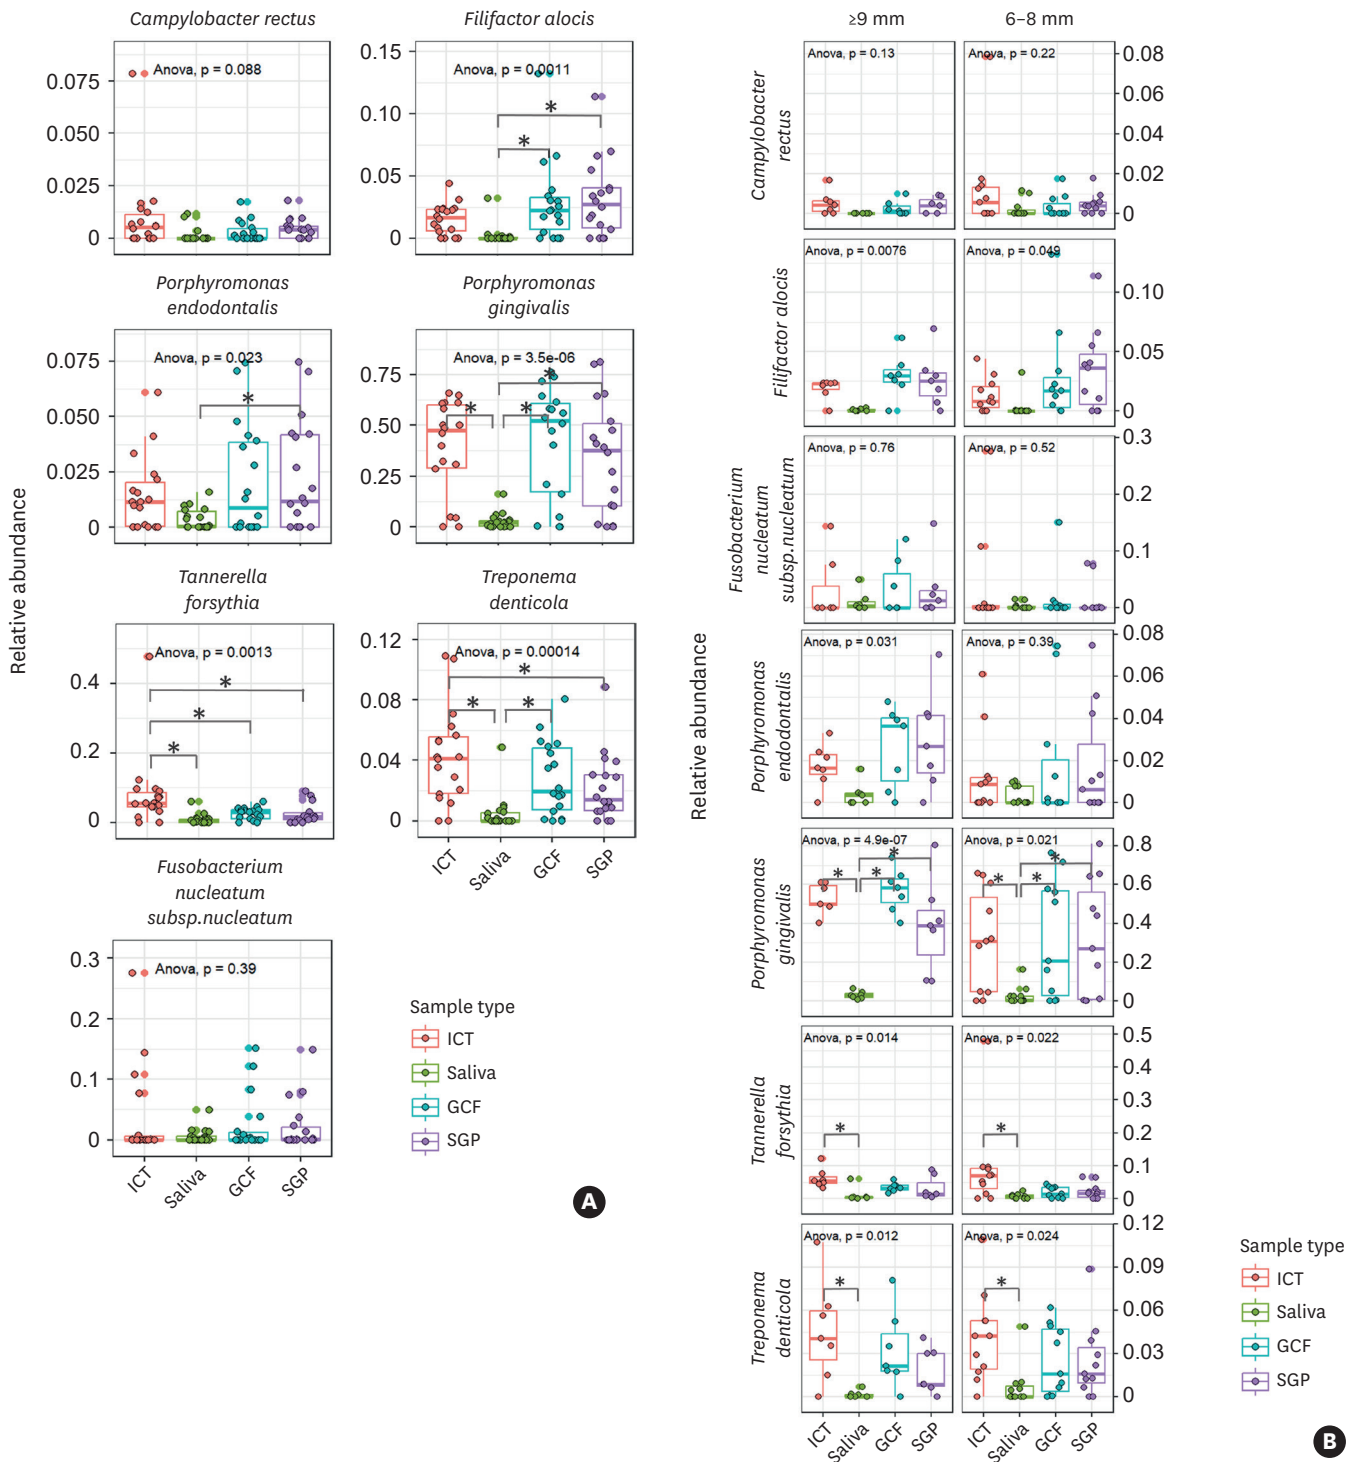 Campylobacter rectus
Anova, p = 0.088
0.075
0.050
0.025
0
Filifactor alocis
Anova, p = 0.0011
0.15
0.10
0.05
0
*
*
Porphyromonas
endodontalis
Anova, p = 0.023
0.075
0.050
0.025
0
*
Porphyromonas
gingivalis
Anova, p = 3.5e-06
0.75
0.50
0.25
0
*
*
*
Relative abundance
Tannerella
forsythia
Anova, p = 0.0013
0.4
0.2
0
*
*
*
Treponema
denticola
Anova, p = 0.00014
0.12
0.08
0.04
0
*
*
*
ICT
Saliva
GCF
SGP
Fusobacterium
nucleatum
subsp.nucleatum
Anova, p = 0.39
0.3
0.2
0.1
0
ICT
Saliva
GCF
SGP
Sample type
ICT
Saliva
GCF
SGP
A
≥9 mm
6–8 mm
Campylobacter
rectus
Anova, p = 0.13
Anova, p = 0.22
0.08
0.06
0.04
0.02
0
Filifactor alocis
Anova, p = 0.0076
Anova, p = 0.049
0.10
0.05
0
Fusobacterium
nucleatum
subsp.nucleatum
Anova, p = 0.76
Anova, p = 0.52
0.3
0.2
0.1
0
Relative abundance
Porphyromonas
endodontalis
Anova, p = 0.031
Anova, p = 0.39
0.08
0.06
0.04
0.02
0
Porphyromonas
gingivalis
Anova, p = 4.9e-07
Anova, p = 0.021
*
*
*
*
*
*
0.8
0.6
0.4
0.2
0
Tannerella
forsythia
Anova, p = 0.014
Anova, p = 0.022
*
*
0.5
0.4
0.3
0.2
0.1
0
Treponema
denticola
Anova, p = 0.012
Anova, p = 0.024
*
*
0.12
0.09
0.06
0.03
0
ICT
Saliva
GCF
SGP
ICT
Saliva
GCF
SGP
Sample type
ICT
Saliva
GCF
SGP
B